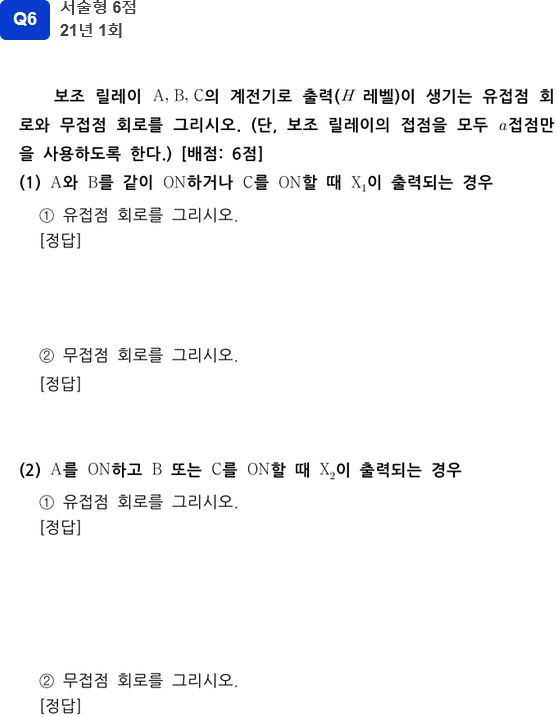 Q6
서술형 6점
21년 1회
보조 릴레이 A, B, C의 계전기로 출력(H 레벨)이 생기는 유접점 회
로와 무접점 회로를 그리시오. (단, 보조 릴레이의 접점을 모두 a접점만
을 사용하도록 한다.) [배점: 6점]
(1) A와 B를 같이 ON하거나 C를 ON할 때 X₁이 출력되는 경우
① 유접점 회로를 그리시오.
[정답]
② 무접점 회로를 그리시오.
[정답]
(2) A를 ON하고 B 또는 C를 ON할 때 X₂이 출력되는 경우
① 유접점 회로를 그리시오.
[정답]
② 무접점 회로를 그리시오.
[정답]